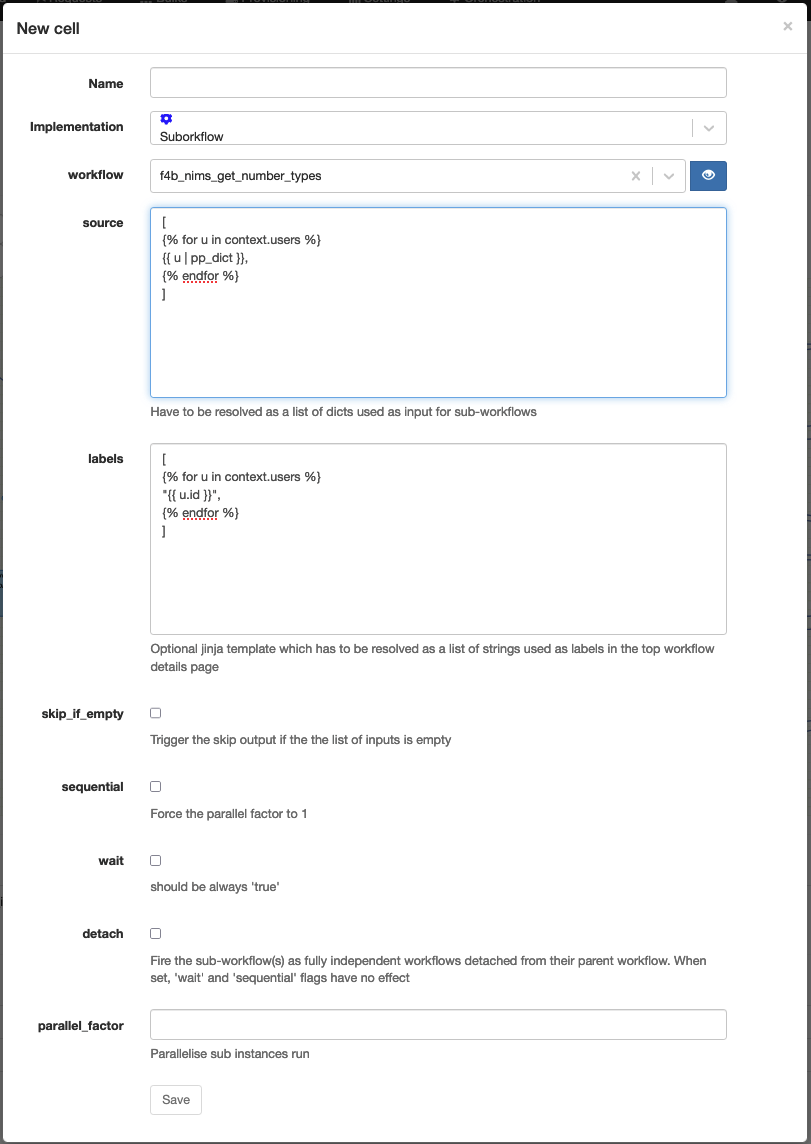 New cell ×
Name
Implementation
Suborkflow
workflow
f4b_nims_get_number_types
source
[
{% for u in context.users %}
{{ u | pp_dict }},
{% endfor %}
]
Have to be resolved as a list of dicts used as input for sub-workflows
labels
[
{% for u in context.users %}
"{{ u.id }}",
{% endfor %}
]
Optional jinja template which has to be resolved as a list of strings used as labels in the top workflow
details page
skip_if_empty
Trigger the skip output if the the list of inputs is empty
sequential
Force the parallel factor to 1
wait
should be always 'true'
detach
Fire the sub-workflow(s) as fully independent workflows detached from their parent workflow. When
set, 'wait' and 'sequential' flags have no effect
parallel_factor
Parallelise sub instances run
Save